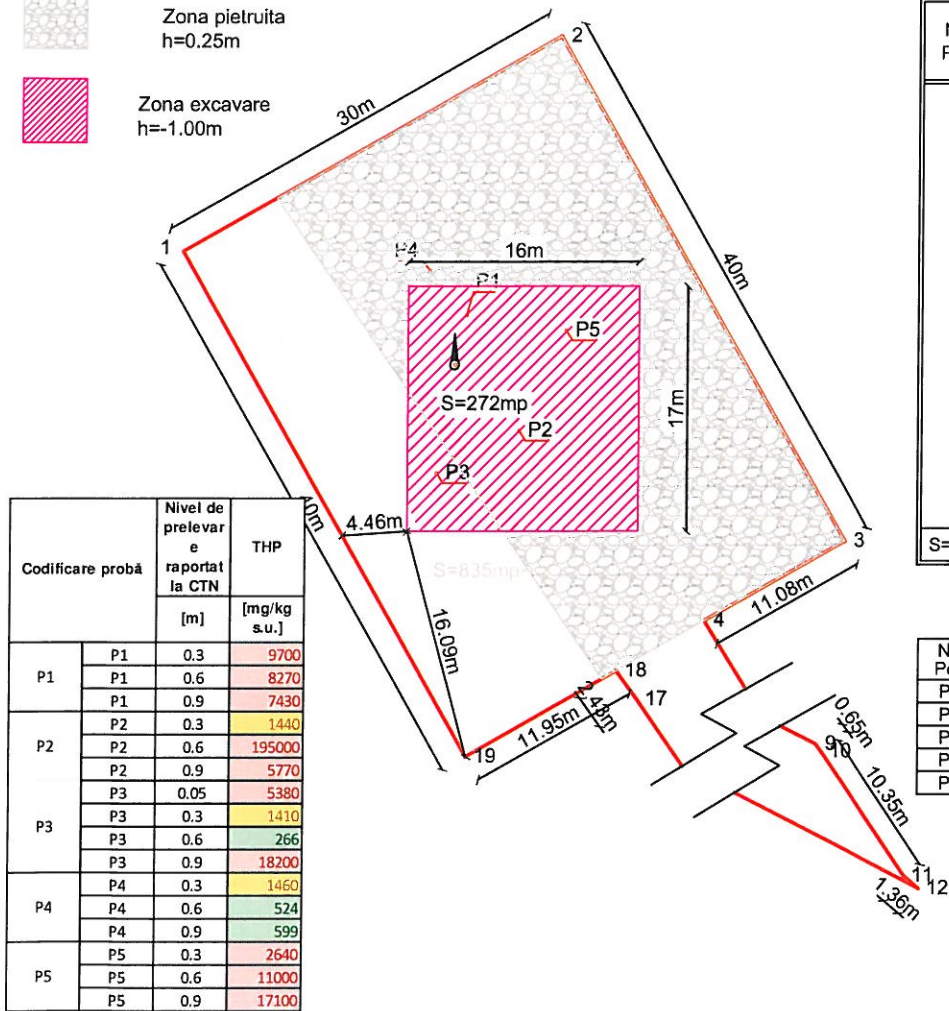 Zona pietruita
h=0.25m
Zona excavare
h=-1.00m
30m
2
1
40m
16m
P1
P5
S=272mp
P2
17m
P3
4.46m
S=835mp
16.09m
3
11.08m
4
18
17
2.43m
11.95m
19
0.65m
9
10
10.35m
11
12
1.36m
Codificare probă
Nivel de
prelevar
e
raportat
la CTN
THP
[m]
[mg/kg
s.u.]
P1
P1 0.3 9700
P1 0.6 8270
P1 0.9 7430
P2
P2 0.3 1440
P2 0.6 195000
P2 0.9 5770
P3
P3 0.05 5380
P3 0.3 1410
P3 0.6 266
P3 0.9 18200
P4
P4 0.3 1460
P4 0.6 524
P4 0.9 599
P5
P5 0.3 2640
P5 0.6 11000
P5 0.9 17100
S=